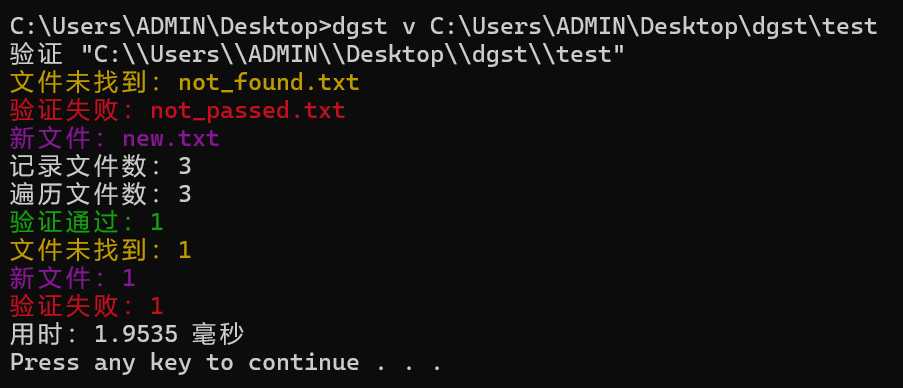 C:\Users\ADMIN\Desktop>dgst v C:\Users\ADMIN\Desktop\dgst\test
验证 "C:\\Users\\ADMIN\\Desktop\\dgst\\test"
文件未找到: not_found.txt
验证失败: not_passed.txt
新文件: new.txt
记录文件数: 3
遍历文件数: 3
验证通过: 1
文件未找到: 1
新文件: 1
验证失败: 1
用时: 1.9535 毫秒
Press any key to continue . . .